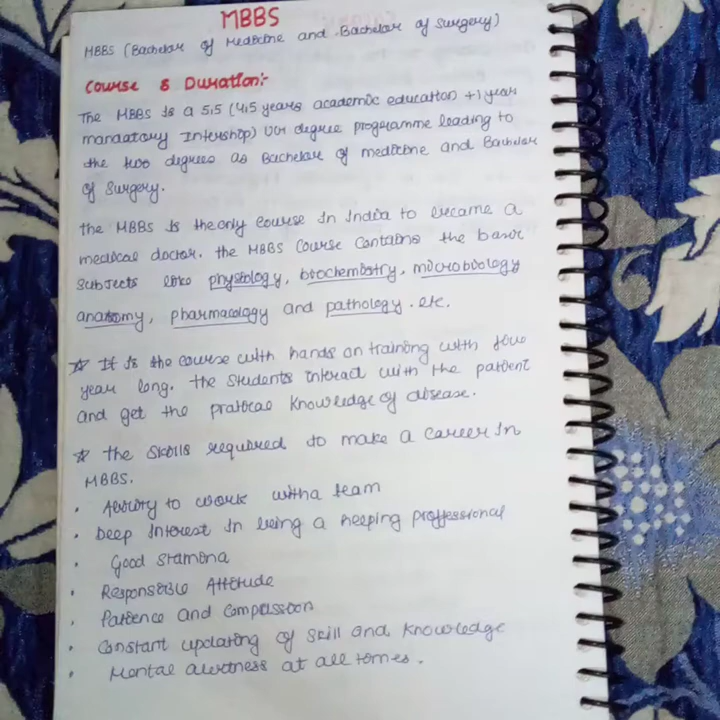 MBBS
MBBS (Bachelor of Medicine and Bachelor of Surgery)
Course & Duration:-
The MBBS is a 5.5 (4.5 years academic education +1 year
mandatory Intership) UG degree programme leading to
the two degrees as Bachelor of medicine and Bachelor
of Surgery.
the MBBS is the only course in India to became a
medical doctor. the MBBS course contains the basic
subjects like physiology, biochemistry, microbiology
anatomy, pharmacology and pathology. etc.
☆ It is the course with hands on training with four
year long. the students interact with the patient
and get the pratical knowledge of disease.
☆ the skills required to make a career in
MBBS.
• Ability to work with a team
• Deep interest in being a helping proffessional
• Good stamina
• Responsible Attitude
• Patience and Compassion
• Constant updating of skill and knowledge
• Mental alertness at all times.